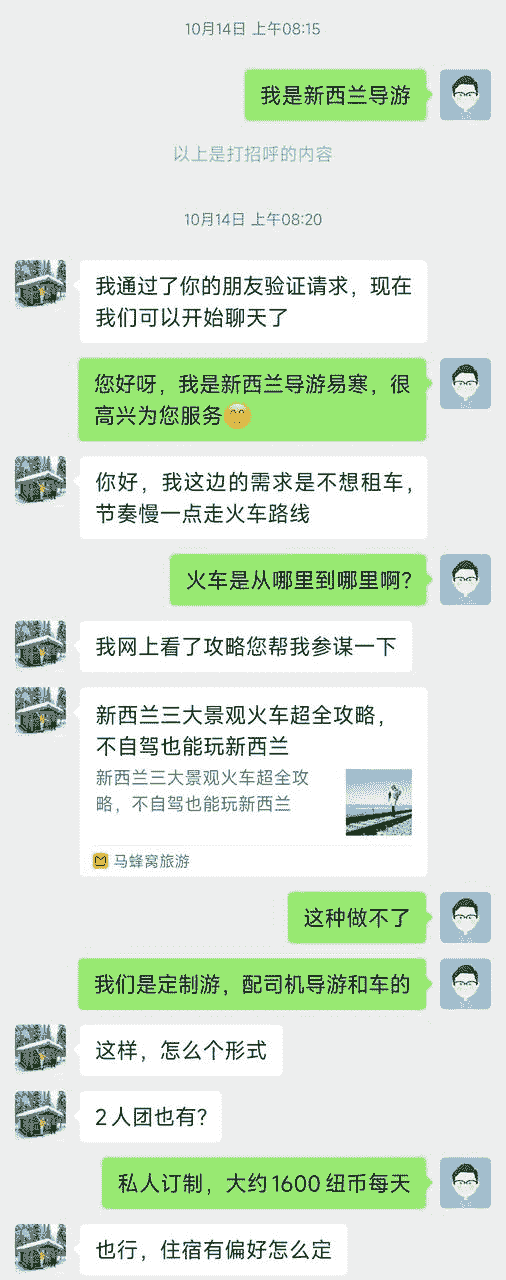 10月14日 上午08:15
我是新西兰导游
以上是打招呼的内容
10月14日 上午08:20
我通过了你的朋友验证请求，现在
我们可以开始聊天了
您好呀，我是新西兰导游易寒，很
高兴为您服务
你好，我这边的需求是不想租车，
节奏慢一点走火车路线
火车是从哪里到哪里啊?
我网上看了攻略您帮我参谋一下
新西兰三大景观火车超全攻略，
不自驾也能玩新西兰
新西兰三大景观火车超全攻
略，不自驾也能玩新西兰
马蜂窝旅游
这种做不了
我们是定制游，配司机导游和车的
这样，怎么个形式
2人团也有?
私人订制，大约1600纽币每天
也行，住宿有偏好怎么定